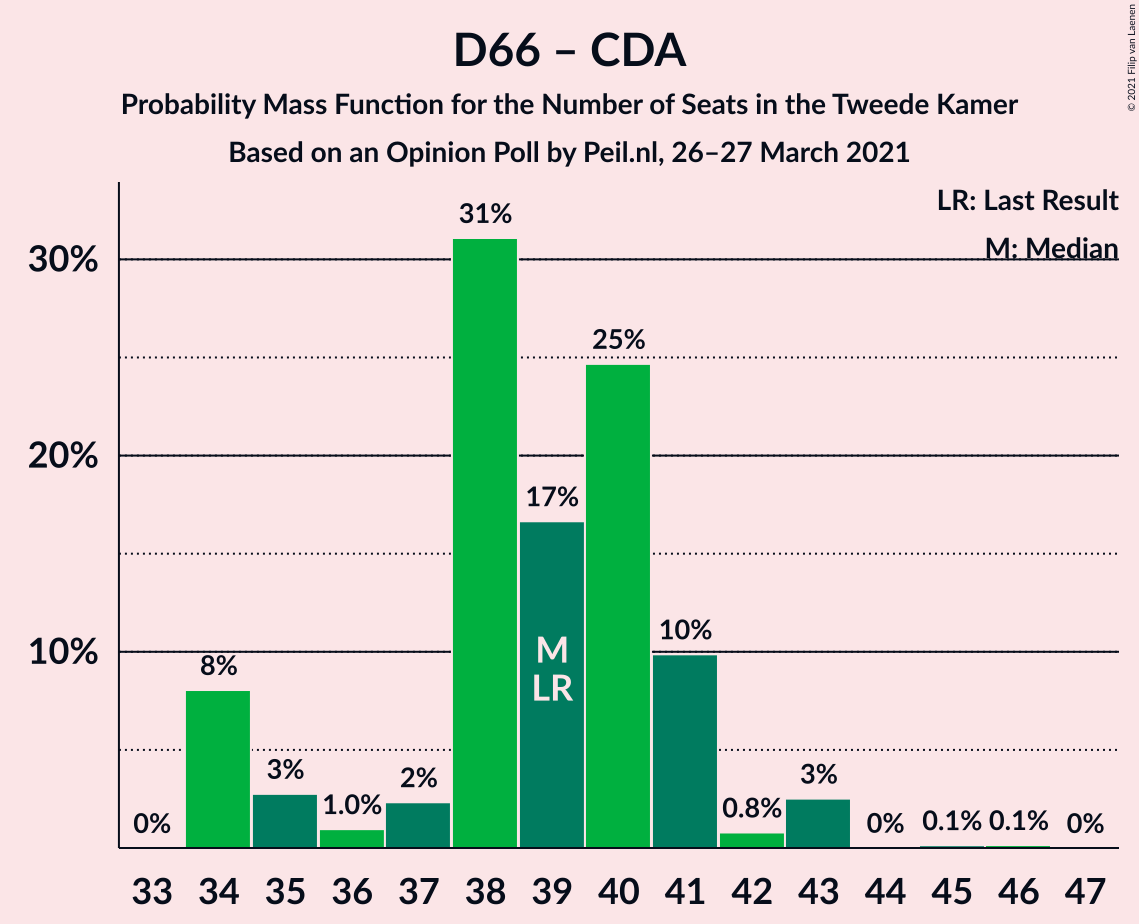 D66 – CDA
Probability Mass Function for the Number of Seats in the Tweede Kamer
Based on an Opinion Poll by Peil.nl, 26–27 March 2021
© 2021 Filip van Laenen
LR: Last Result
M: Median
30%
20%
10%
0%
8%
3%
1.0%
2%
31%
17%
25%
10%
0.8%
3%
0%
0.1%
0.1%
0%
M
LR
33 34 35 36 37 38 39 40 41 42 43 44 45 46 47